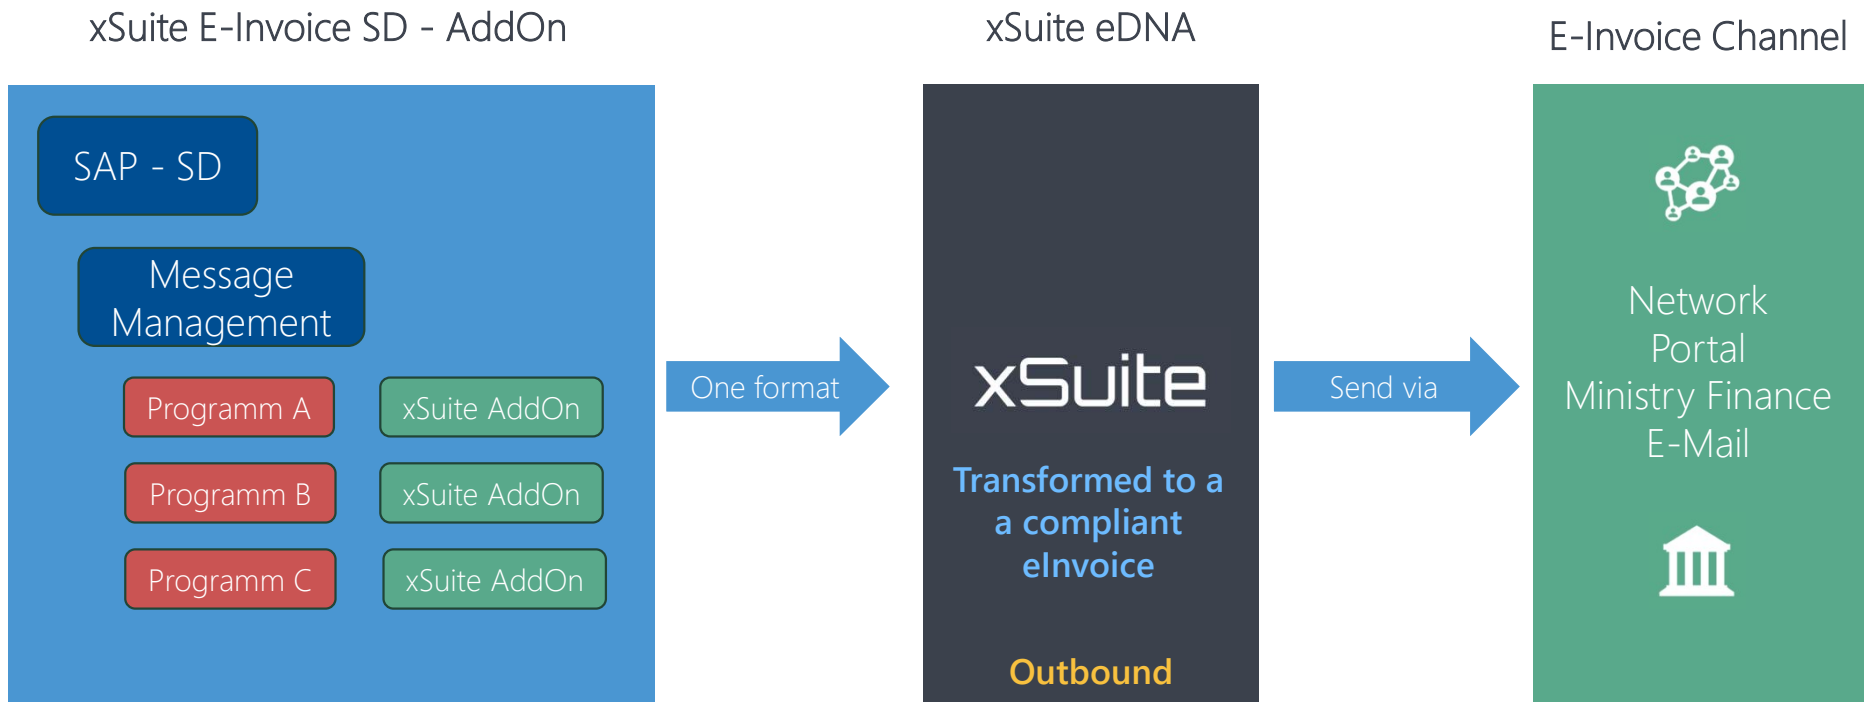 xSuite E-Invoice SD - AddOn
SAP - SD
Message
Management
Programm A
xSuite AddOn
Programm B
xSuite AddOn
Programm C
xSuite AddOn
One format
xSuite eDNA
xSuite
Transformed to a
a compliant
eInvoice
Outbound
Send via
E-Invoice Channel
Network
Portal
Ministry Finance
E-Mail